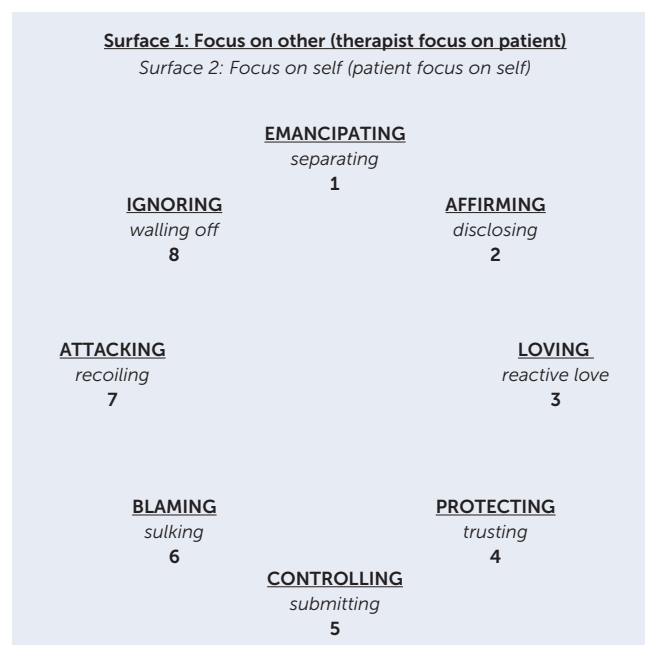 Surface 1: Focus on other (therapist focus on patient)
Surface 2: Focus on self (patient focus on self)
EMANCIPATING
separating
1
IGNORING
walling off
8
AFFIRMING
disclosing
2
ATTACKING
recoiling
7
LOVING
reactive love
3
BLAMING
sulking
6
PROTECTING
trusting
4
CONTROLLING
submitting
5